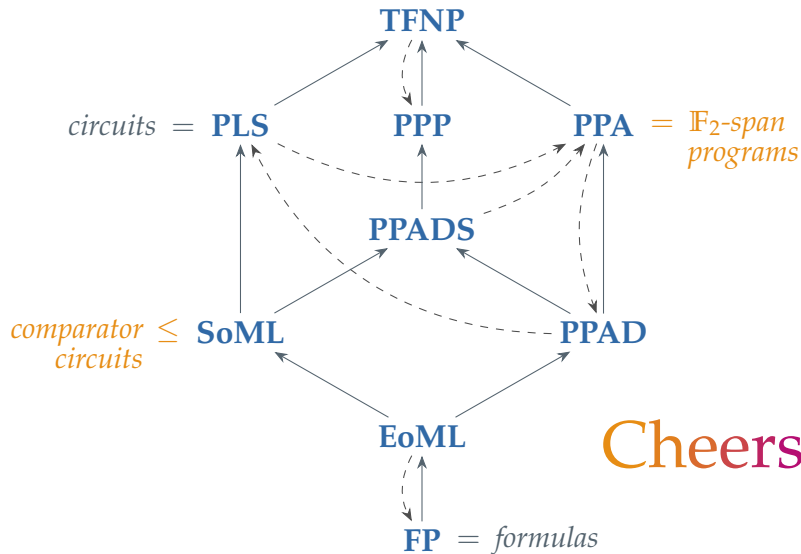 TFNP
circuits = PLS
PPP
PPA = 𝔽₂-span
programs
PPADS
comparator ≤ SoML
circuits
PPAD
EoML
Cheers
FP = formulas